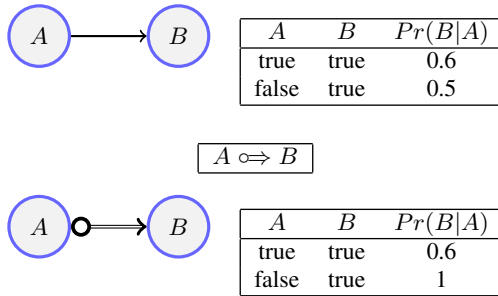 A B
A B Pr(B|A)
true true 0.6
false true 0.5
A ⟜⇒ B
A B
A B Pr(B|A)
true true 0.6
false true 1